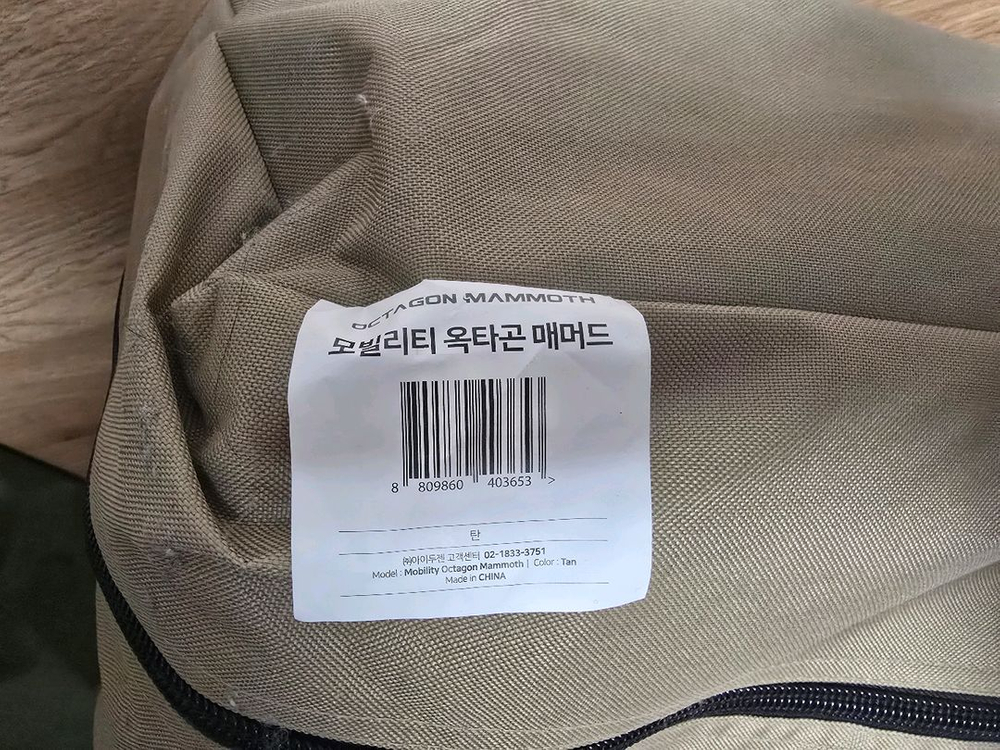 OCTAGON MAMMOTH
모빌리티 옥타곤 매머드
8 809860 403653 >
탄
㈜아이두젠 고객센터 02-1833-3751
Model : Mobility Octagon Mammoth | Color : Tan
Made in CHINA